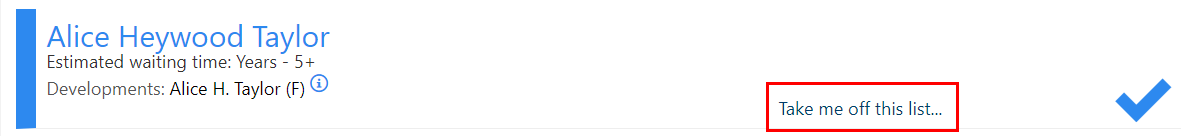 Alice Heywood Taylor
Estimated waiting time: Years - 5+
Developments: Alice H. Taylor (F)
Take me off this list...